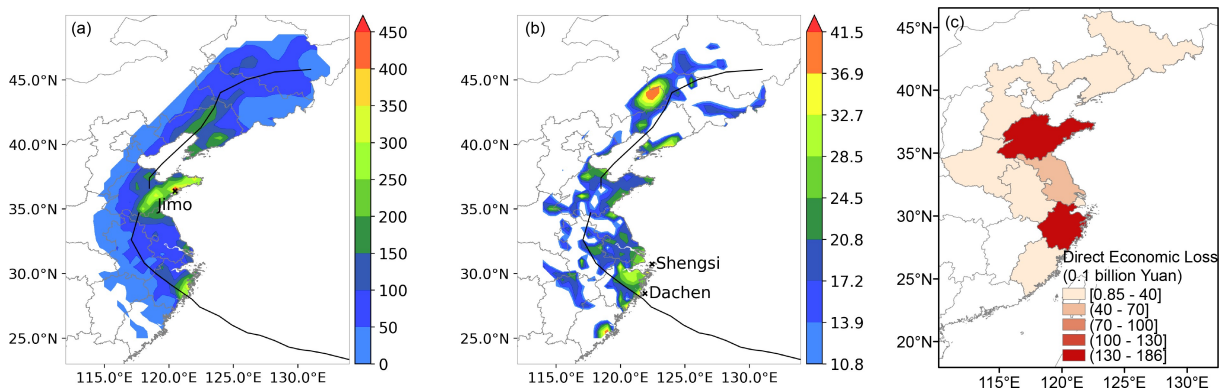 (a)
45.0°N
40.0°N
35.0°N
30.0°N
25.0°N
115.0°E 120.0°E 125.0°E 130.0°E
Jimo
450
400
350
300
250
200
150
100
50
0
(b)
45.0°N
40.0°N
35.0°N
30.0°N
25.0°N
115.0°E 120.0°E 125.0°E 130.0°E
Shengsi
Dachen
41.5
36.9
32.7
28.5
24.5
20.8
17.2
13.9
10.8
(c)
45°N
40°N
35°N
30°N
25°N
20°N
115°E 120°E 125°E 130°E
Direct Economic Loss
(0.1 billion Yuan)
[0.85 - 40]
(40 - 70]
(70 - 100]
(100 - 130]
(130 - 186]